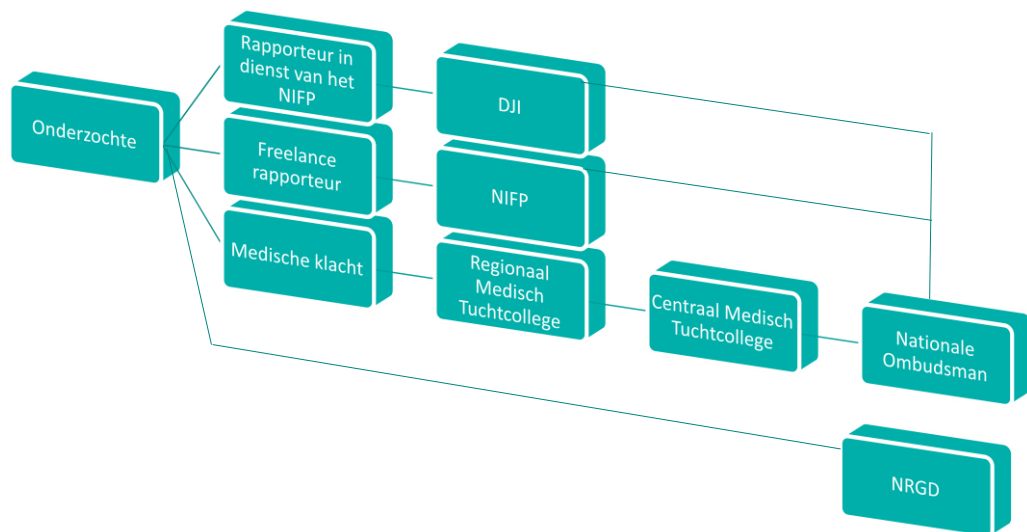 Onderzochte
Rapporteur in
dienst van het
NIFP
DJI
Freelance
rapporteur
NIFP
Medische klacht
Regionaal
Medisch
Tuchtcollege
Centraal Medisch
Tuchtcollege
Nationale
Ombudsman
NRGD